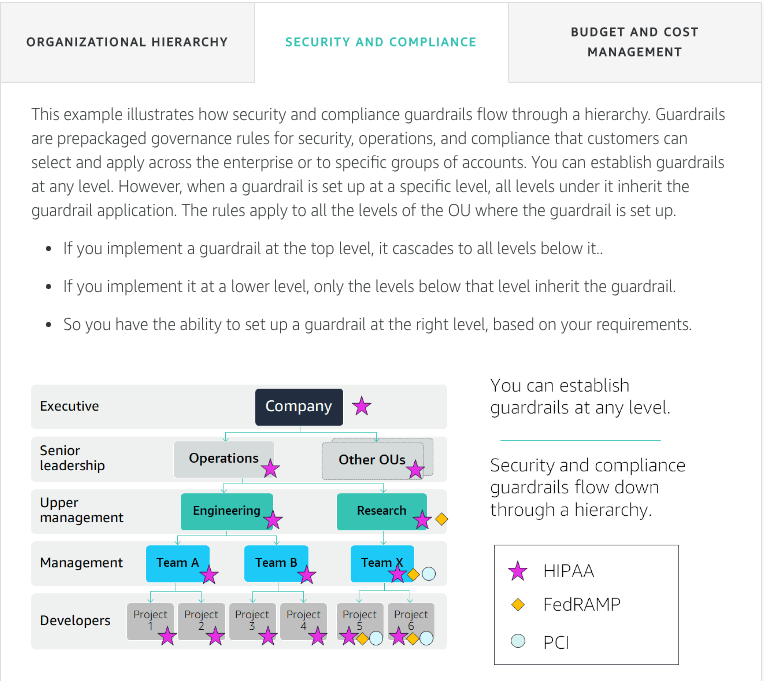 ORGANIZATIONAL HIERARCHY
SECURITY AND COMPLIANCE
BUDGET AND COST
MANAGEMENT
This example illustrates how security and compliance guardrails flow through a hierarchy. Guardrails
are prepackaged governance rules for security, operations, and compliance that customers can
select and apply across the enterprise or to specific groups of accounts. You can establish guardrails
at any level. However, when a guardrail is set up at a specific level, all levels under it inherit the
guardrail application. The rules apply to all the levels of the OU where the guardrail is set up.
• If you implement a guardrail at the top level, it cascades to all levels below it..
• If you implement it at a lower level, only the levels below that level inherit the guardrail.
• So you have the ability to set up a guardrail at the right level, based on your requirements.
Executive
Company
Senior
leadership
Operations
Other OUs
Upper
management
Engineering
Research
Management
Team A
Team B
Team X
Developers
Project
1
Project
2
Project
3
Project
4
Project
5
Project
6
You can establish
guardrails at any level.
Security and compliance
guardrails flow down
through a hierarchy.
HIPAA
FedRAMP
PCI